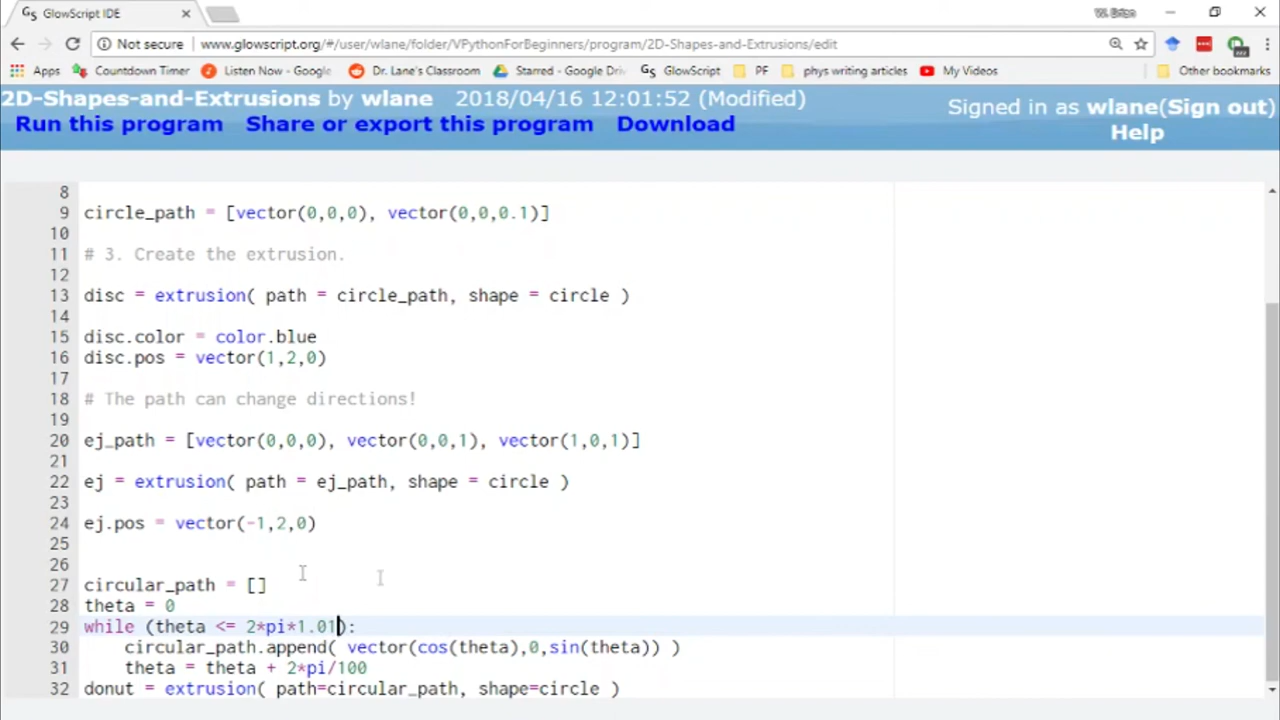 GlowScript IDE
W. Brian
Not secure | www.glowscript.org/#/user/wlane/folder/VPythonForBeginners/program/2D-Shapes-and-Extrusions/edit
Apps Countdown Timer Listen Now - Google Dr. Lane's Classroom Starred - Google Driv GlowScript PF phys writing articles My Videos Other bookmarks
2D-Shapes-and-Extrusions by wlane 2018/04/16 12:01:52 (Modified)
Signed in as wlane(Sign out)
Run this program Share or export this program Download
Help
8
9 circle_path = [vector(0,0,0), vector(0,0,0.1)]
10
11 # 3. Create the extrusion.
12
13 disc = extrusion( path = circle_path, shape = circle )
14
15 disc.color = color.blue
16 disc.pos = vector(1,2,0)
17
18 # The path can change directions!
19
20 ej_path = [vector(0,0,0), vector(0,0,1), vector(1,0,1)]
21
22 ej = extrusion( path = ej_path, shape = circle )
23
24 ej.pos = vector(-1,2,0)
25
26
27 circular_path = []
28 theta = 0
29 while (theta <= 2*pi*1.01):
30 circular_path.append( vector(cos(theta),0,sin(theta)) )
31 theta = theta + 2*pi/100
32 donut = extrusion( path=circular_path, shape=circle )